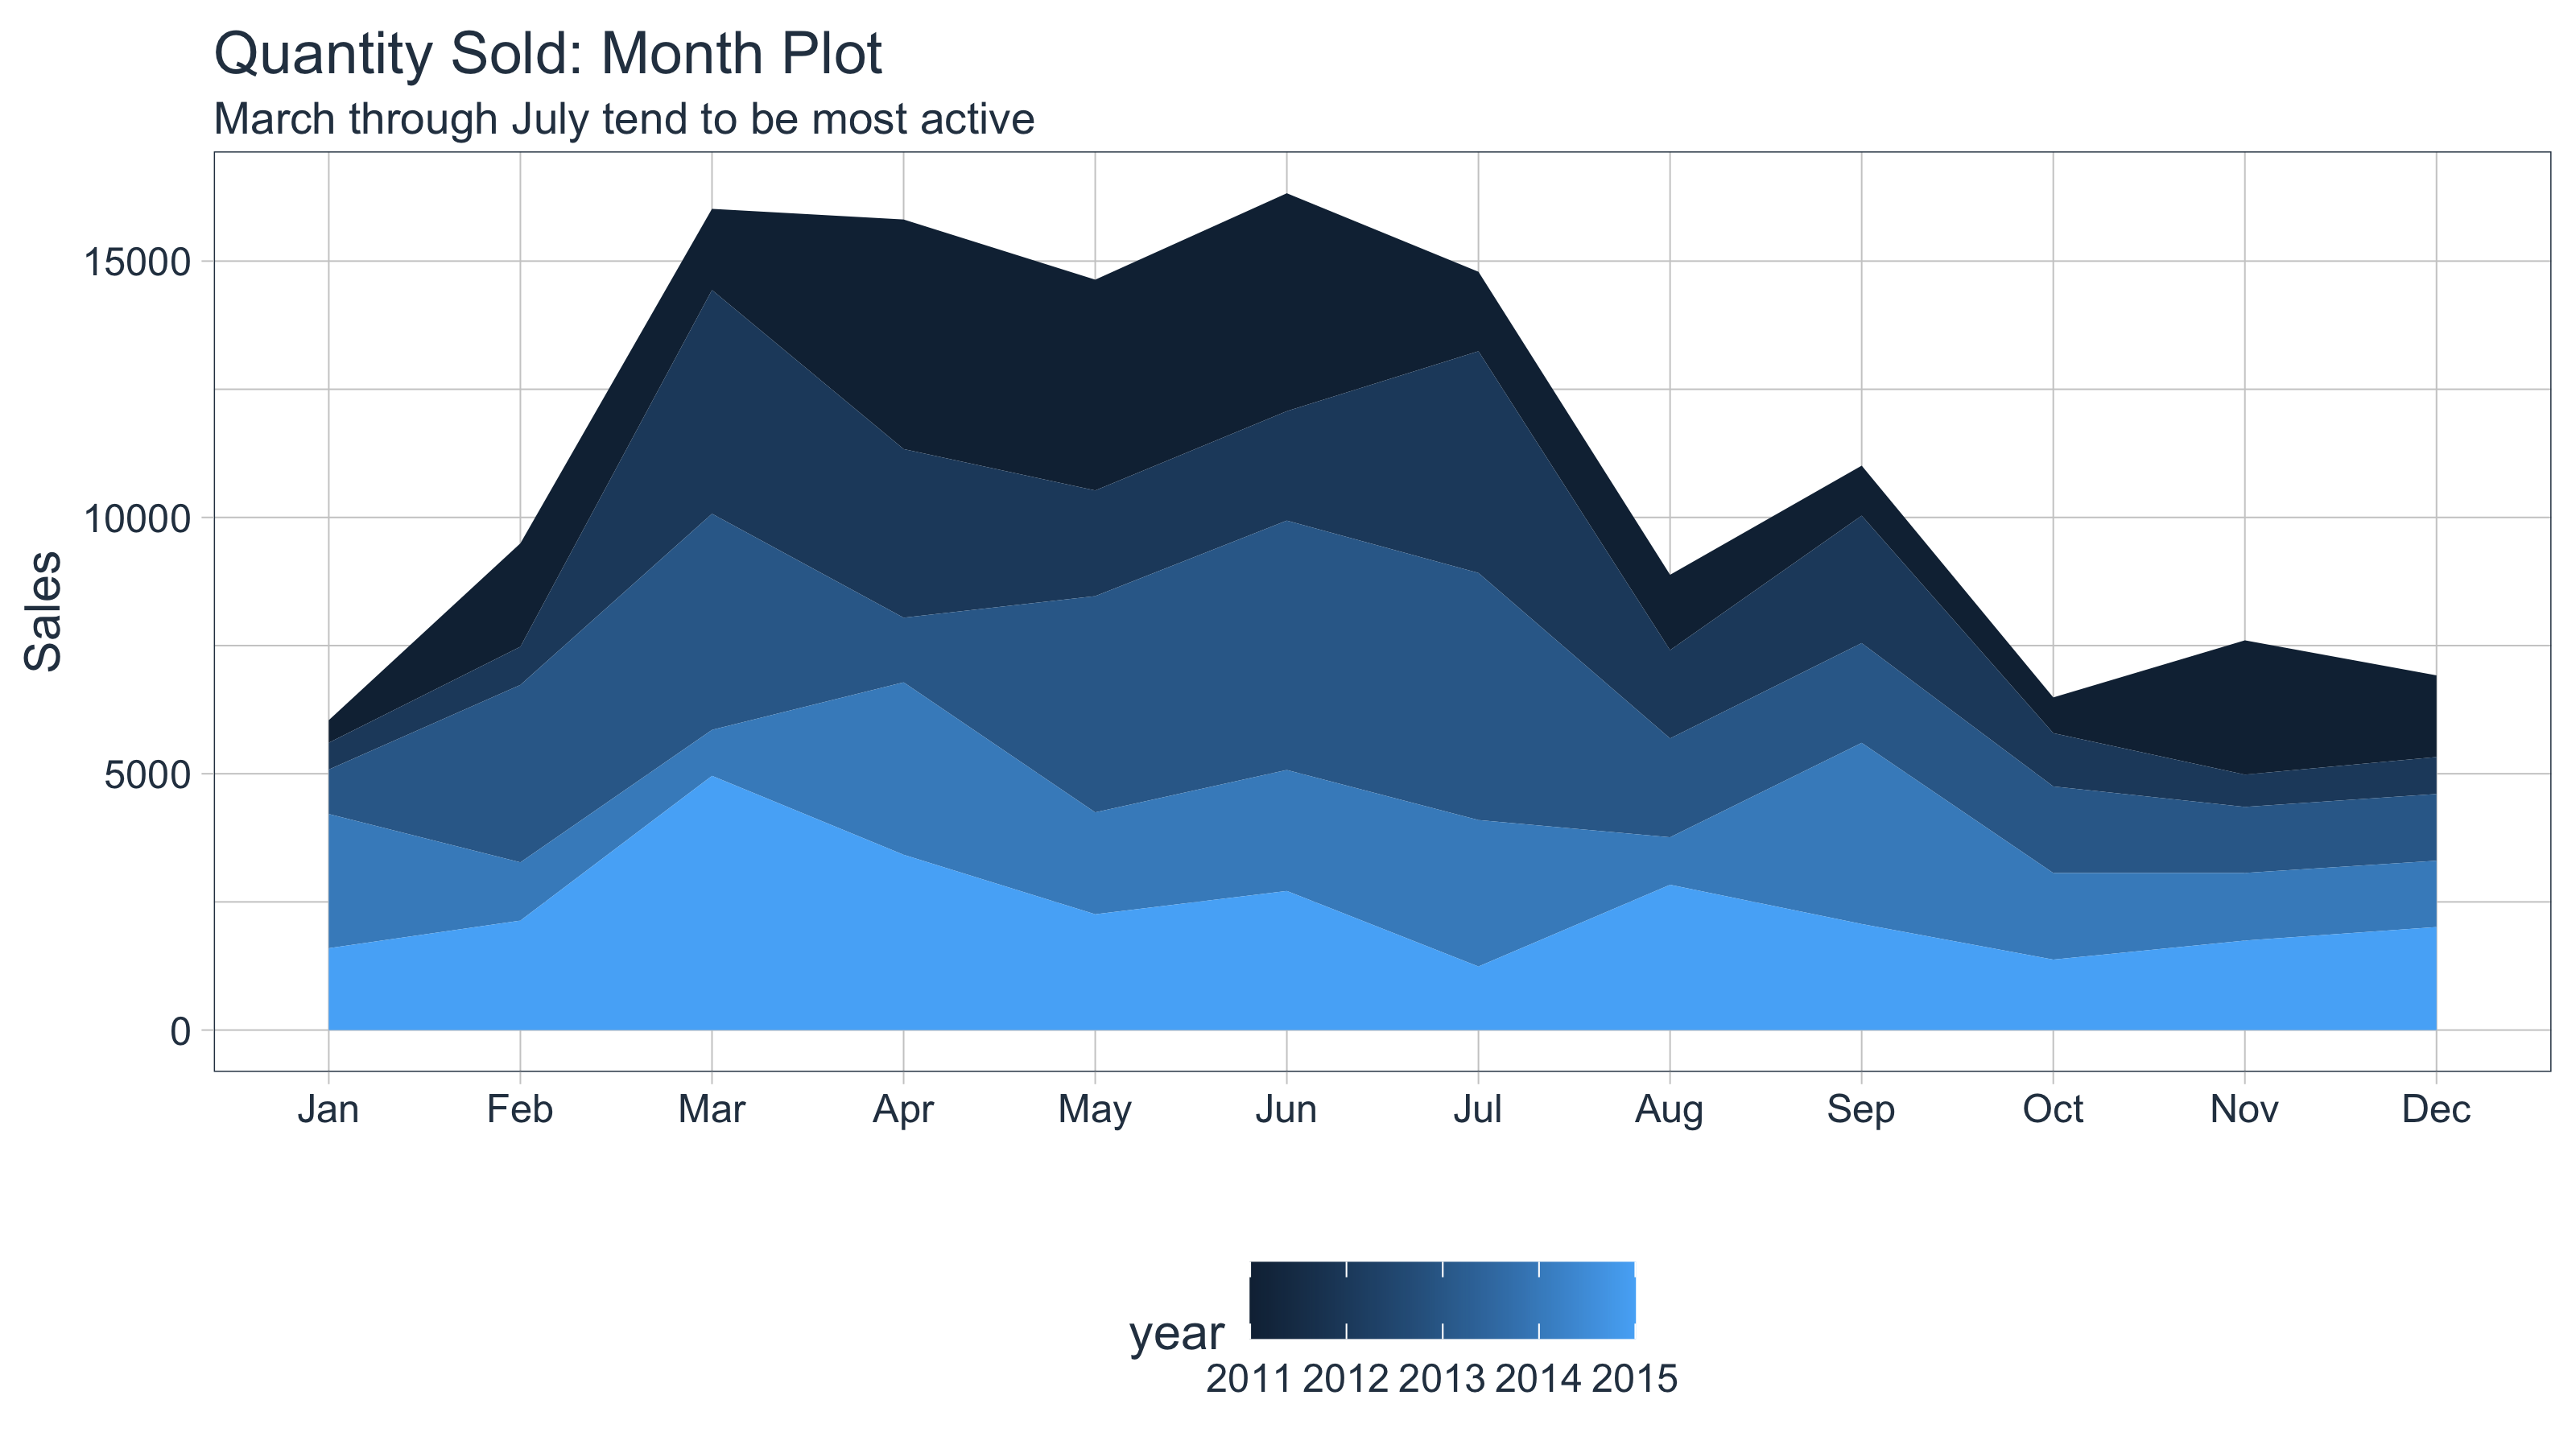 Quantity Sold: Month Plot
March through July tend to be most active
Sales
15000
10000
5000
0
Jan Feb Mar Apr May Jun Jul Aug Sep Oct Nov Dec
year
2011 2012 2013 2014 2015